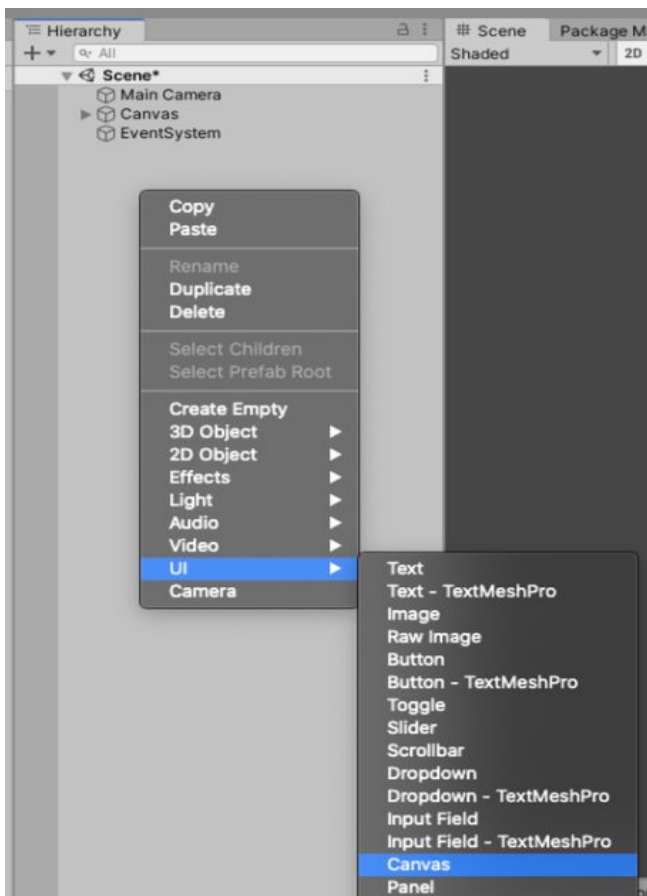 Hierarchy
Scene
Package M
All
Shaded
2D
Scene*
Main Camera
Canvas
EventSystem
Copy
Paste
Rename
Duplicate
Delete
Select Children
Select Prefab Root
Create Empty
3D Object
2D Object
Effects
Light
Audio
Video
UI
Camera
Text
Text - TextMeshPro
Image
Raw Image
Button
Button - TextMeshPro
Toggle
Slider
Scrollbar
Dropdown
Dropdown - TextMeshPro
Input Field
Input Field - TextMeshPro
Canvas
Panel